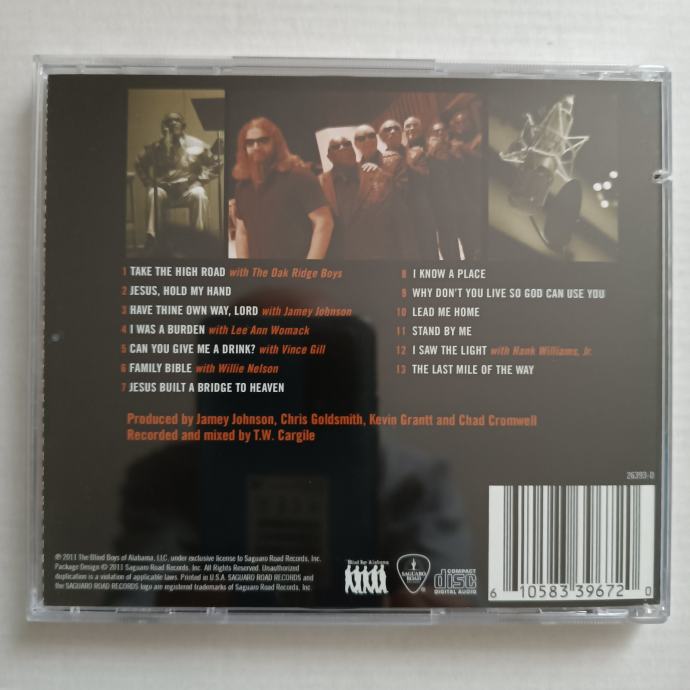 1 TAKE THE HIGH ROAD with The Oak Ridge Boys
2 JESUS, HOLD MY HAND
3 HAVE THINE OWN WAY, LORD with Jamey Johnson
4 I WAS A BURDEN with Lee Ann Womack
5 CAN YOU GIVE ME A DRINK? with Vince Gill
6 FAMILY BIBLE with Willie Nelson
7 JESUS BUILT A BRIDGE TO HEAVEN
8 I KNOW A PLACE
9 WHY DON'T YOU LIVE SO GOD CAN USE YOU
10 LEAD ME HOME
11 STAND BY ME
12 I SAW THE LIGHT with Hank Williams, Jr.
13 THE LAST MILE OF THE WAY
Produced by Jamey Johnson, Chris Goldsmith, Kevin Grantt and Chad Cromwell
Recorded and mixed by T.W. Cargile
26393-D
℗ 2011 The Blind Boys of Alabama, LLC. under exclusive license to Saguaro Road Records, Inc.
Package Design © 2011 Saguaro Road Records, Inc. All Rights Reserved. Unauthorized
duplication is a violation of applicable laws. Printed in U.S.A. SAGUARO ROAD RECORDS and
the SAGUARO ROAD RECORDS logo are registered trademarks of Saguaro Road Records, Inc.
Blind Boys Alabama
SAGUARO ROAD
®
COMPACT
disc
DIGITAL AUDIO
6 10583 39672 0